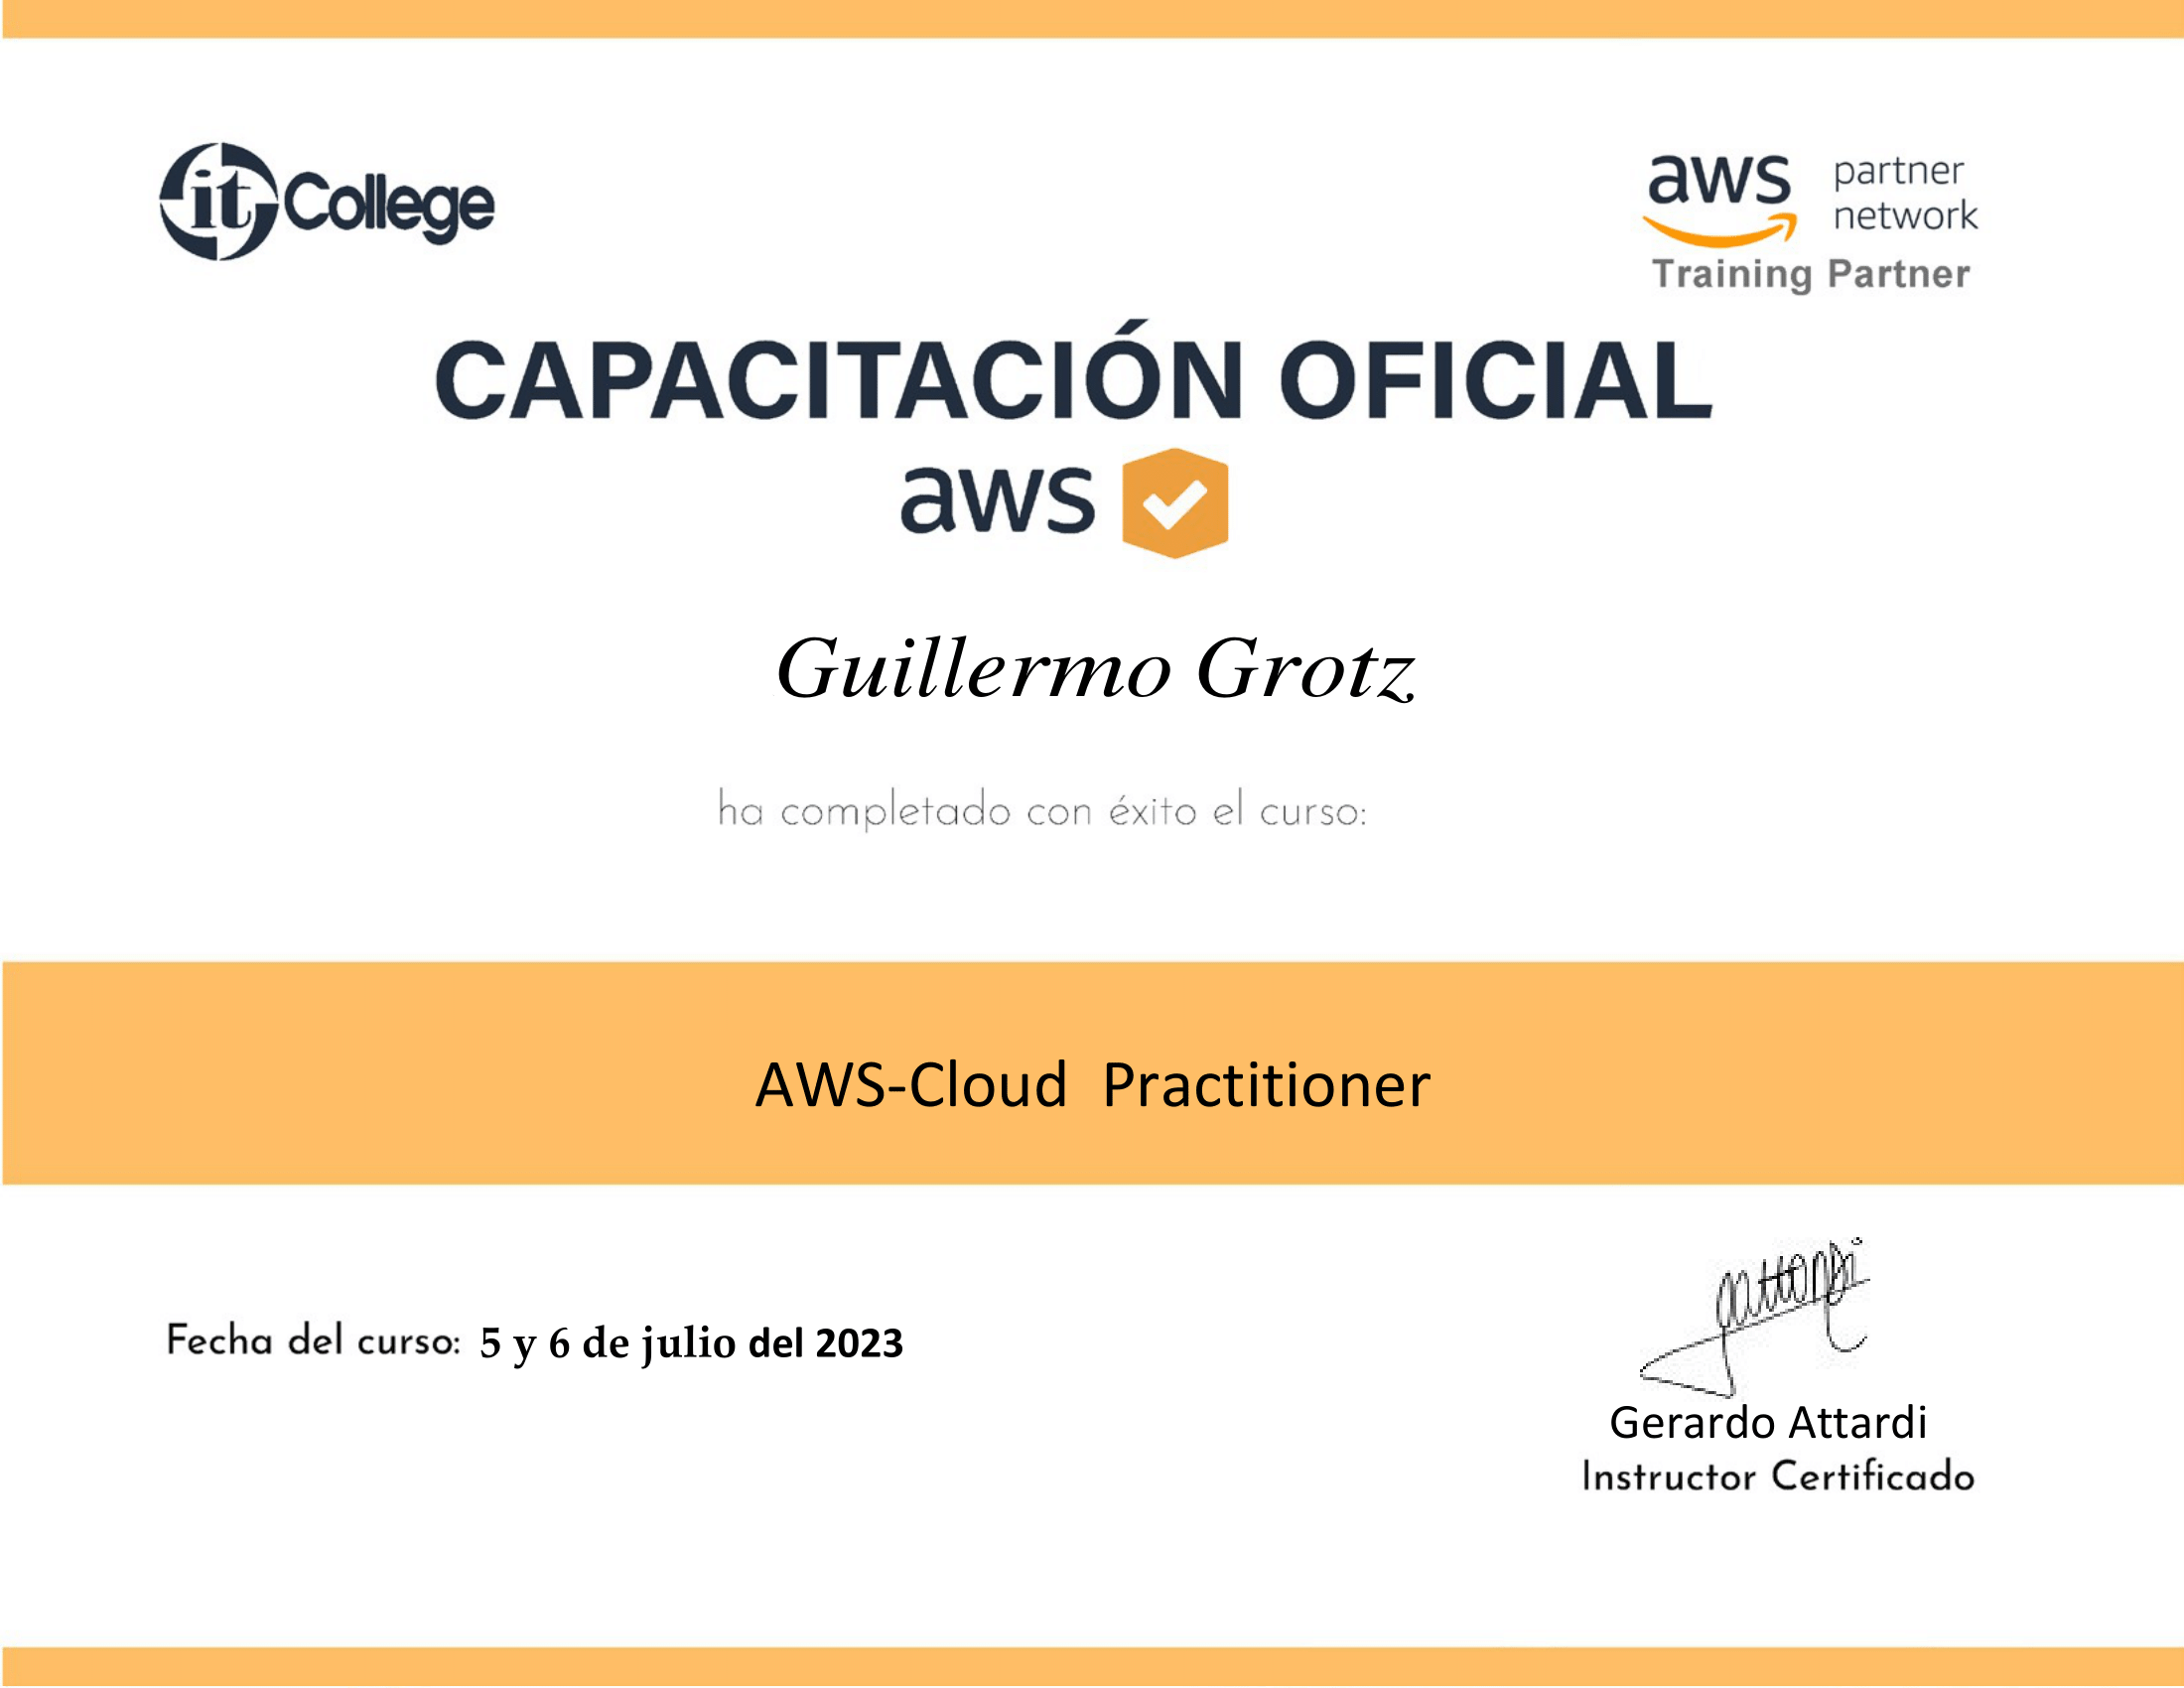 it College
aws partner network
Training Partner
CAPACITACIÓN OFICIAL
aws
Guillermo Grotz
ha completado con éxito el curso:
AWS-Cloud Practitioner
Fecha del curso: 5 y 6 de julio del 2023
gattardi
Gerardo Attardi
Instructor Certificado